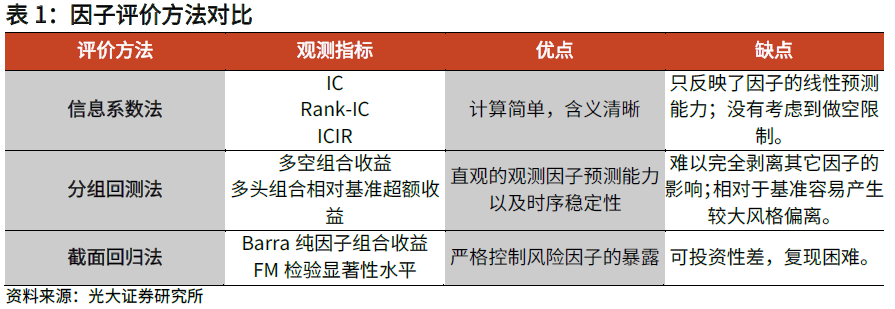 表 1：因子评价方法对比
评价方法 观测指标 优点 缺点
信息系数法
IC
Rank-IC
ICIR
计算简单，含义清晰
只反映了因子的线性预测
能力；没有考虑到做空限
制。
分组回测法
多空组合收益
多头组合相对基准超额收
益
直观的观测因子预测能力
以及时序稳定性
难以完全剥离其它因子的
影响；相对于基准容易产生
较大风格偏离。
截面回归法
Barra 纯因子组合收益
FM 检验显著性水平
严格控制风险因子的暴露
可投资性差，复现困难。
资料来源：光大证券研究所